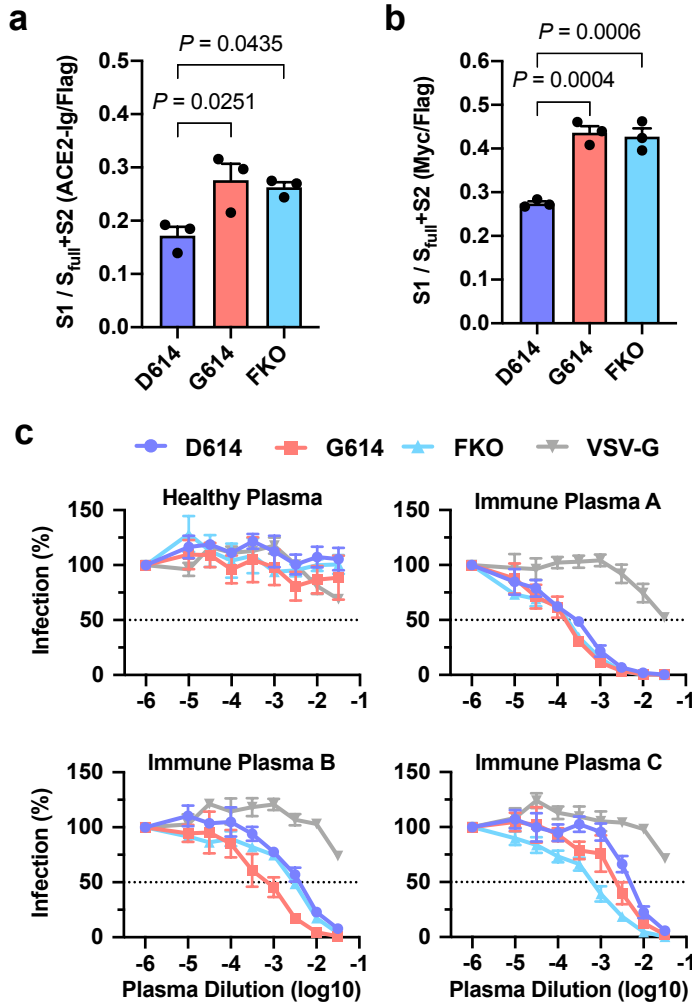 a
P = 0.0435
P = 0.0251
S1 / Sfull+S2 (ACE2-Ig/Flag)
0.5
0.4
0.3
0.2
0.1
0.0
D614
G614
FKO
b
P = 0.0006
P = 0.0004
S1 / Sfull+S2 (Myc/Flag)
0.6
0.5
0.4
0.3
0.2
0.1
0.0
D614
G614
FKO
c
D614 G614 FKO VSV-G
Healthy Plasma
Infection (%)
150
100
50
0
-6 -5 -4 -3 -2 -1
Immune Plasma A
150
100
50
0
-6 -5 -4 -3 -2 -1
Immune Plasma B
Infection (%)
150
100
50
0
-6 -5 -4 -3 -2 -1
Plasma Dilution (log10)
Immune Plasma C
150
100
50
0
-6 -5 -4 -3 -2 -1
Plasma Dilution (log10)